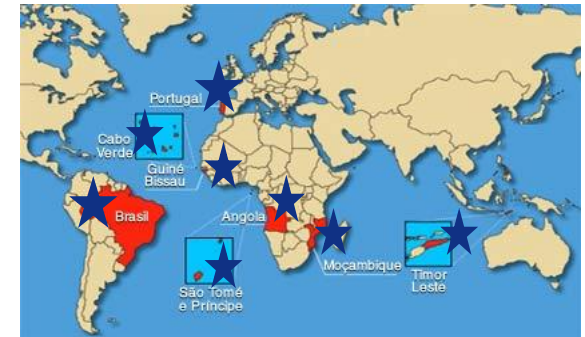 Portugal
Cabo
Verde
Guiné
Bissau
Brasil
Angola
Moçambique
São Tomé
e Príncipe
Timor
Leste